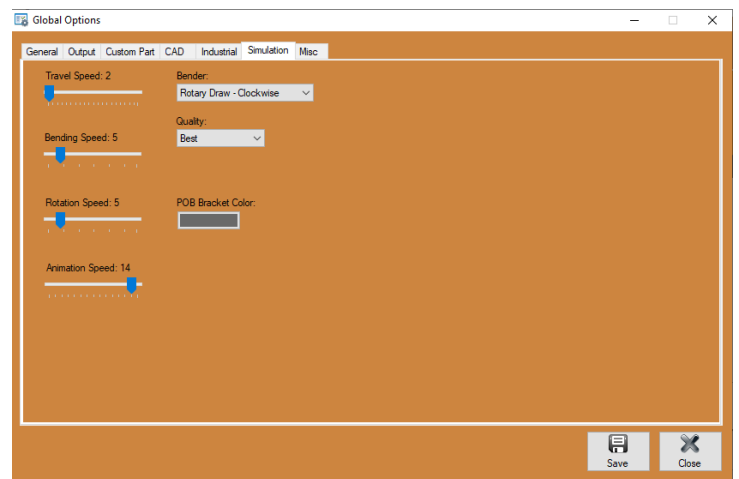 Global Options
General Output Custom Part CAD Industrial Simulation Misc
Travel Speed: 2
Bender:
Rotary Draw - Clockwise
Quality:
Best
Bending Speed: 5
Rotation Speed: 5
POB Bracket Color:
Animation Speed: 14
Save
Close